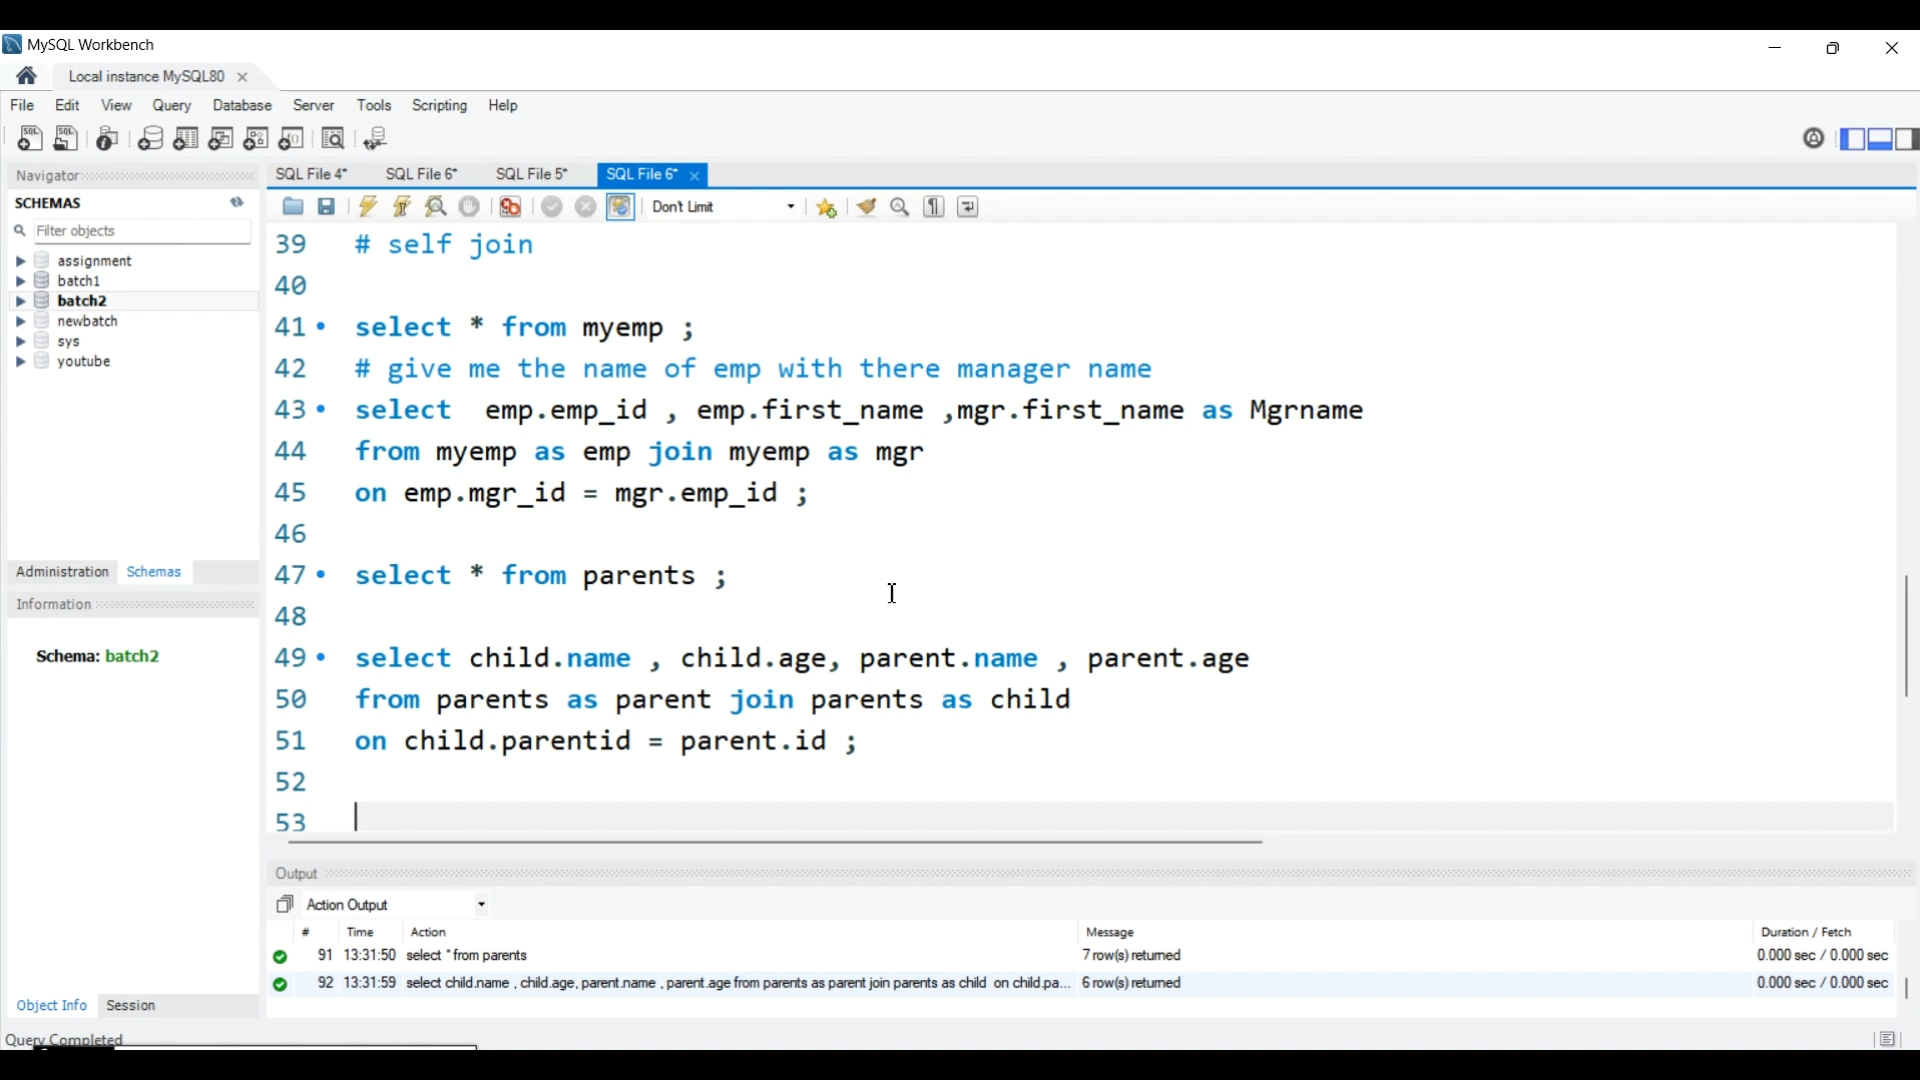 MySQL Workbench
Local instance MySQL80
File Edit View Query Database Server Tools Scripting Help
Navigator
SCHEMAS
Filter objects
assignment
batch1
batch2
newbatch
sys
youtube
Administration Schemas
Information
Schema: batch2
Object Info Session
Query Completed
SQL File 4* SQL File 6* SQL File 5* SQL File 6*
Don't Limit
39 # self join
40
41 select * from myemp ;
42 # give me the name of emp with there manager name
43 select emp.emp_id , emp.first_name ,mgr.first_name as Mgrname
44 from myemp as emp join myemp as mgr
45 on emp.mgr_id = mgr.emp_id ;
46
47 select * from parents ;
48
49 select child.name , child.age, parent.name , parent.age
50 from parents as parent join parents as child
51 on child.parentid = parent.id ;
52
53
Output
Action Output
# Time Action Message Duration / Fetch
91 13:31:50 select * from parents 7 row(s) returned 0.000 sec / 0.000 sec
92 13:31:59 select child.name , child.age, parent.name , parent.age from parents as parent join parents as child on child.pa... 6 row(s) returned 0.000 sec / 0.000 sec